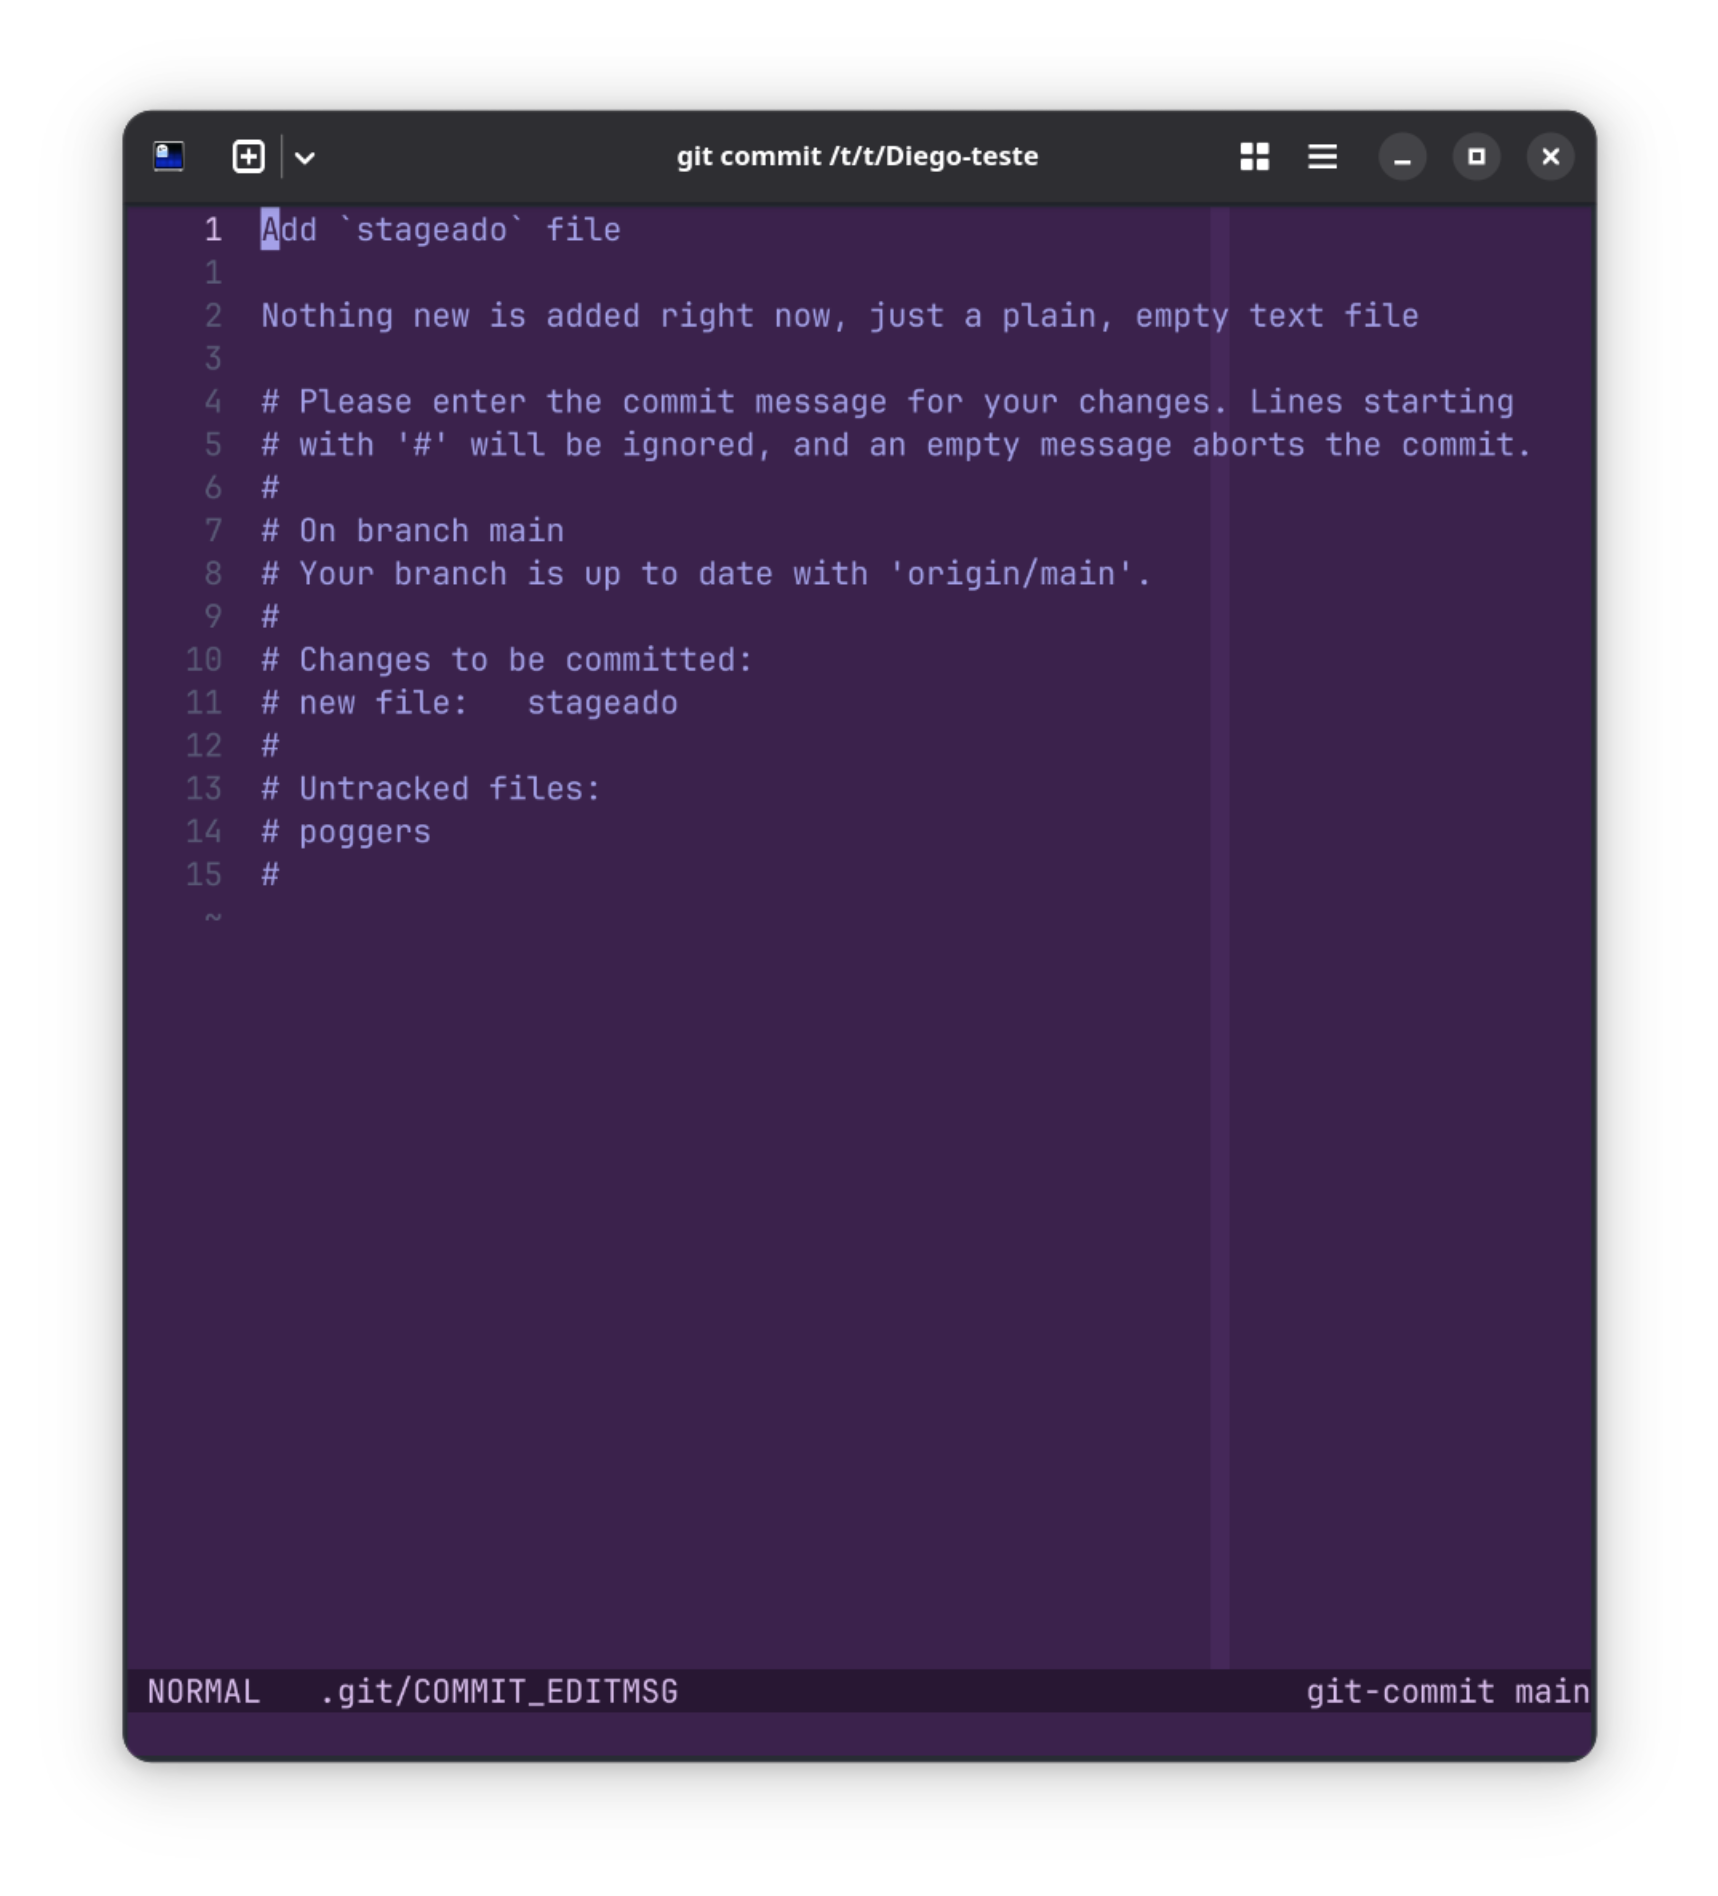 git commit /t/t/Diego-teste
1 Add `stageado` file
1
2 Nothing new is added right now, just a plain, empty text file
3
4 # Please enter the commit message for your changes. Lines starting
5 # with '#' will be ignored, and an empty message aborts the commit.
6 #
7 # On branch main
8 # Your branch is up to date with 'origin/main'.
9 #
10 # Changes to be committed:
11 # new file:   stageado
12 #
13 # Untracked files:
14 # poggers
15 #
~
NORMAL   .git/COMMIT_EDITMSG   git-commit main